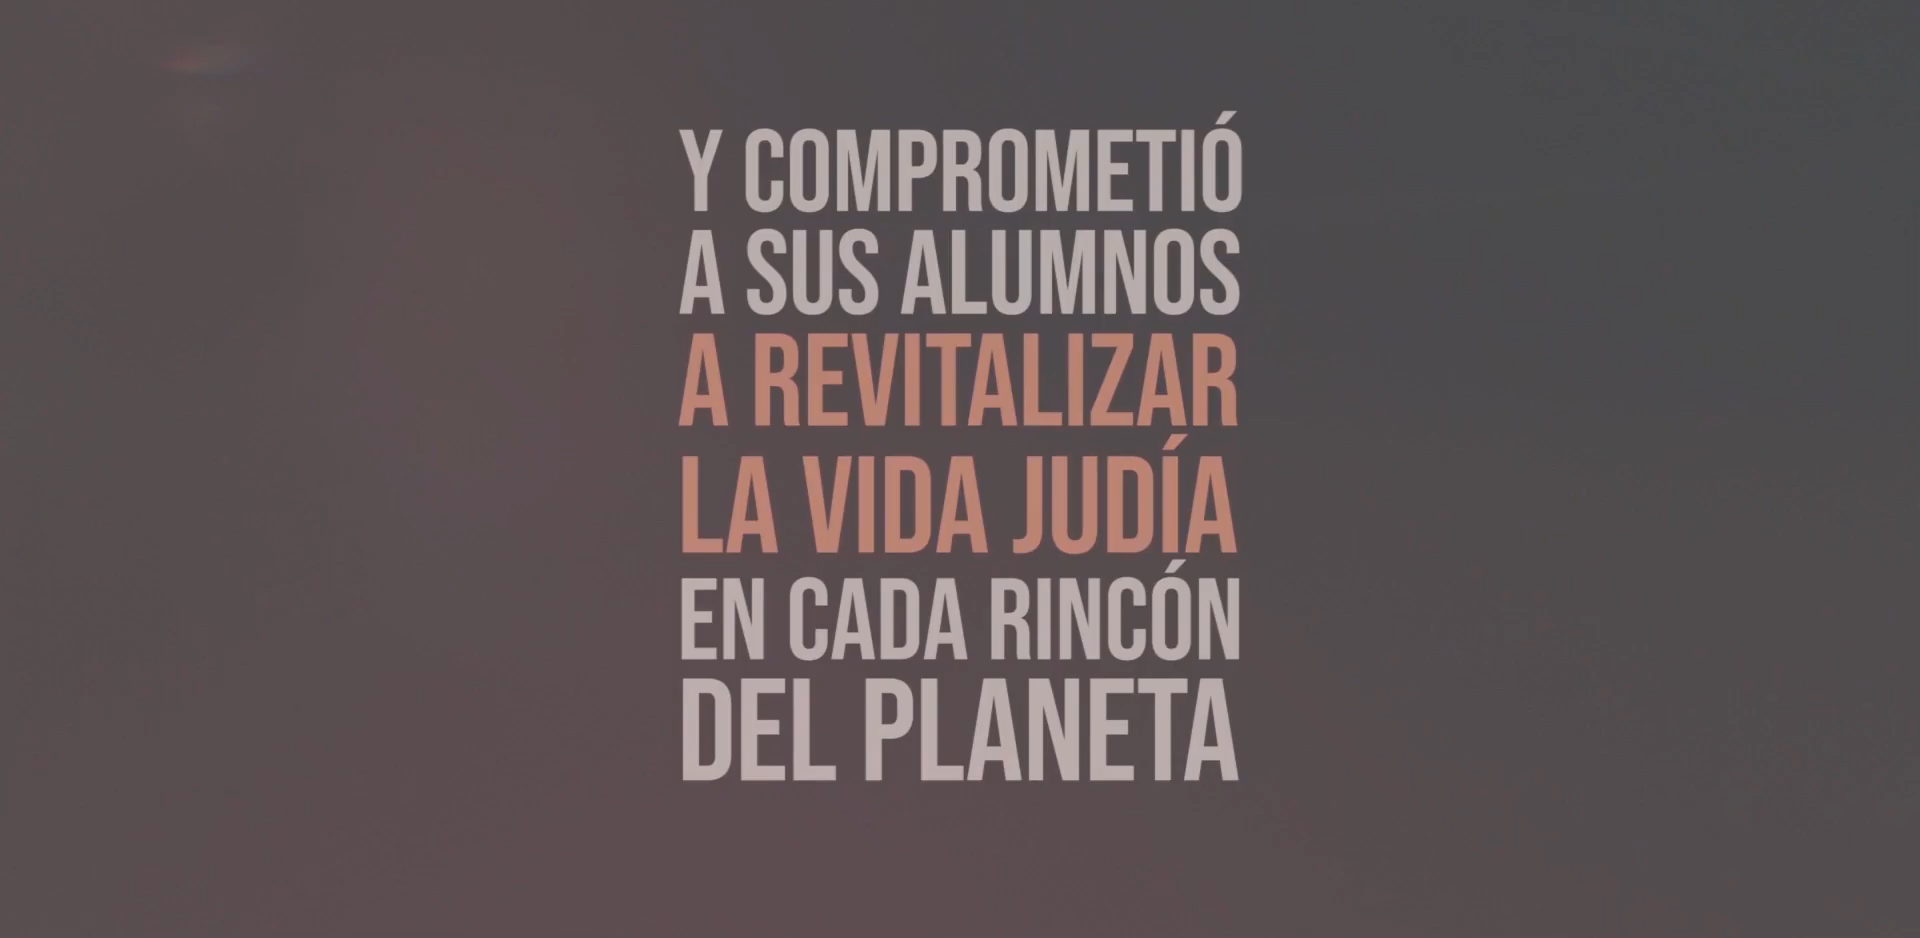 Y COMPROMETIÓ
A SUS ALUMNOS
A REVITALIZAR
LA VIDA JUDÍA
EN CADA RINCÓN
DEL PLANETA